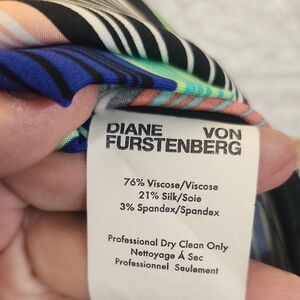 DIANE VON
FURSTENBERG
76% Viscose/Viscose
21% Silk/Soie
3% Spandex/Spandex
Professional Dry Clean Only
Nettoyage Á Sec
Professionnel Seulement